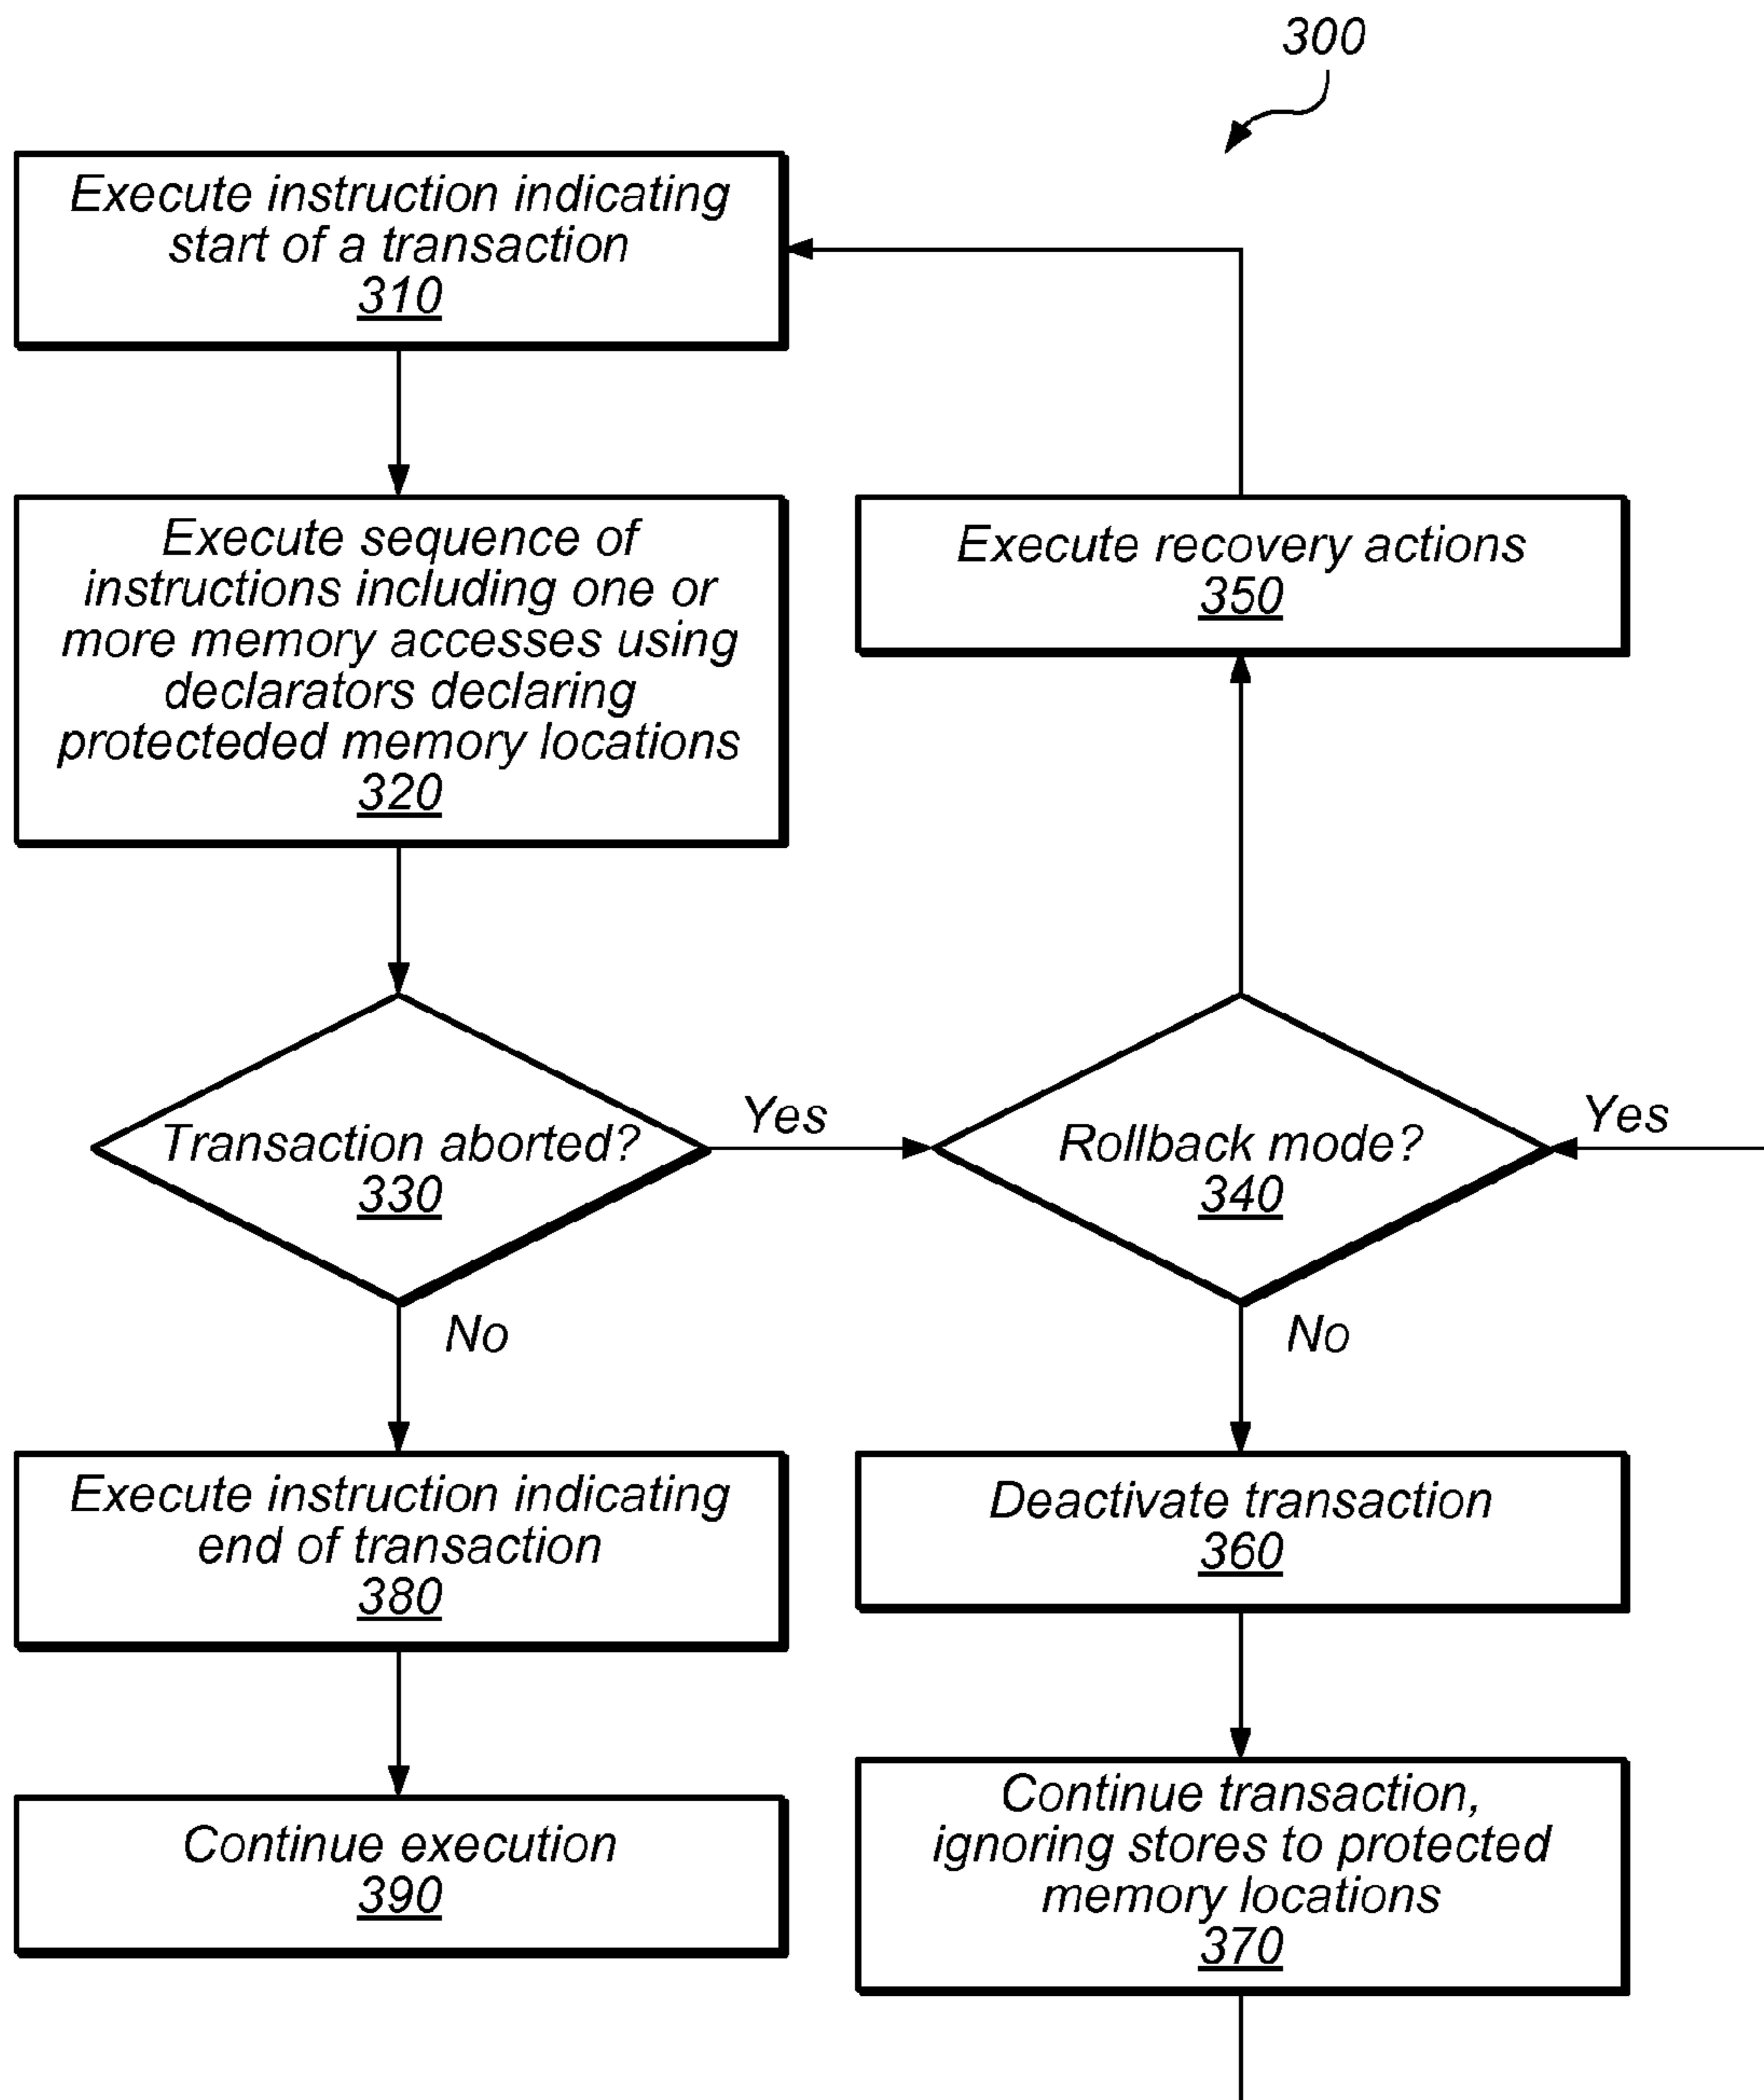 300
Execute instruction indicating
start of a transaction
310
Execute sequence of
instructions including one or
more memory accesses using
declarators declaring
protecteded memory locations
320
Execute recovery actions
350
Transaction aborted?
330
Yes
Rollback mode?
340
Yes
No
No
Execute instruction indicating
end of transaction
380
Deactivate transaction
360
Continue execution
390
Continue transaction,
ignoring stores to protected
memory locations
370